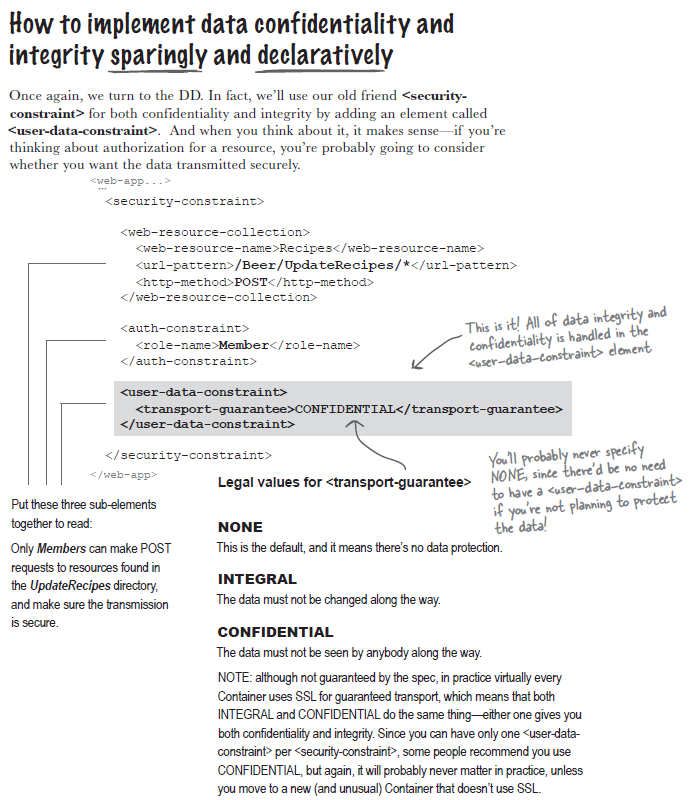 How to implement data confidentiality and
integrity sparingly and declaratively
Once again, we turn to the DD. In fact, we'll use our old friend <security-
constraint> for both confidentiality and integrity by adding an element called
<user-data-constraint>. And when you think about it, it makes sense—if you're
thinking about authorization for a resource, you're probably going to consider
whether you want the data transmitted securely.
<web-app...>
...
<security-constraint>
<web-resource-collection>
<web-resource-name>Recipes</web-resource-name>
<url-pattern>/Beer/UpdateRecipes/*</url-pattern>
<http-method>POST</http-method>
</web-resource-collection>
<auth-constraint>
<role-name>Member</role-name>
</auth-constraint>
This is it! All of data integrity and
confidentiality is handled in the
<user-data-constraint> element
<user-data-constraint>
<transport-guarantee>CONFIDENTIAL</transport-guarantee>
</user-data-constraint>
</security-constraint>
</web-app>
You'll probably never specify
NONE, since there'd be no need
to have a <user-data-constraint>
if you're not planning to protect
the data!
Put these three sub-elements
together to read:
Only Members can make POST
requests to resources found in
the UpdateRecipes directory,
and make sure the transmission
is secure.
Legal values for <transport-guarantee>
NONE
This is the default, and it means there's no data protection.
INTEGRAL
The data must not be changed along the way.
CONFIDENTIAL
The data must not be seen by anybody along the way.
NOTE: although not guaranteed by the spec, in practice virtually every
Container uses SSL for guaranteed transport, which means that both
INTEGRAL and CONFIDENTIAL do the same thing—either one gives you
both confidentiality and integrity. Since you can have only one <user-data-
constraint> per <security-constraint>, some people recommend you use
CONFIDENTIAL, but again, it will probably never matter in practice, unless
you move to a new (and unusual) Container that doesn't use SSL.